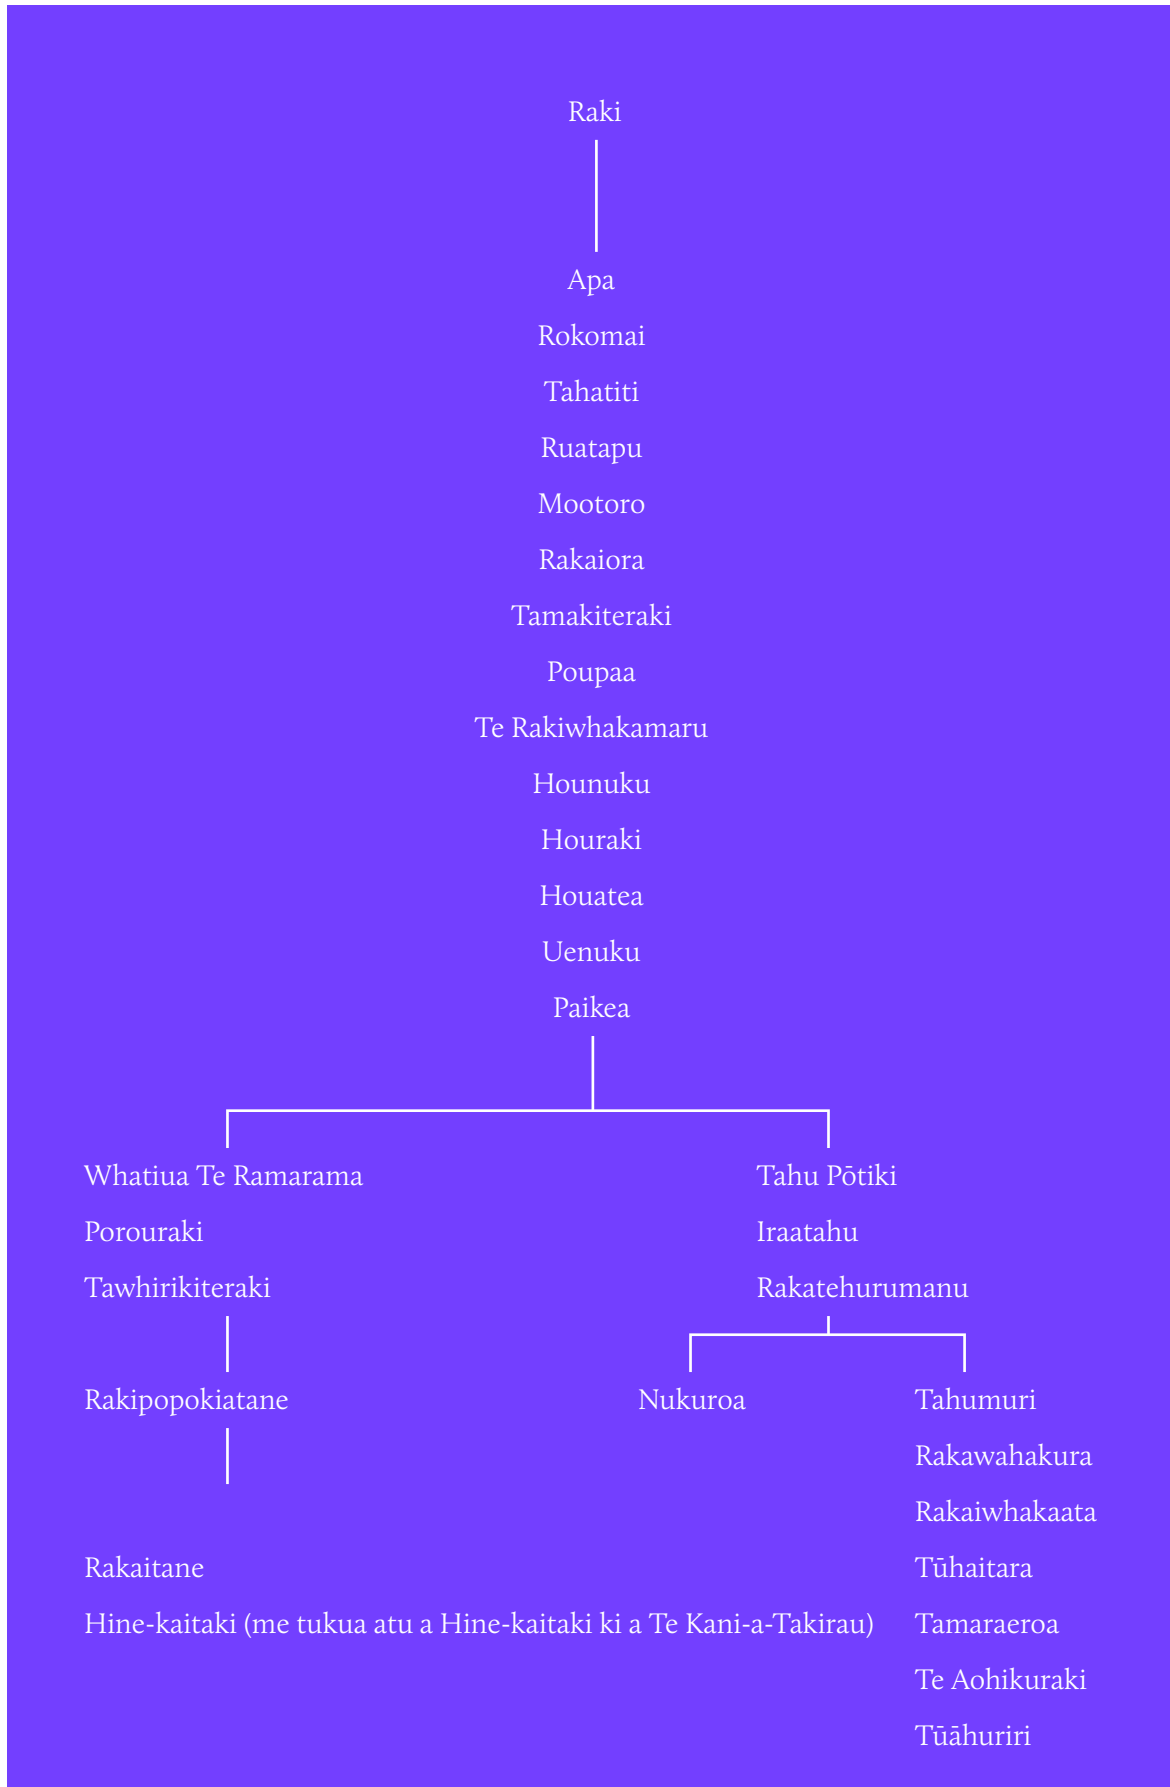 Raki
Apa
Rokomai
Tahatiti
Ruatapu
Mootoro
Rakaiora
Tamakiteraki
Poupaa
Te Rakiwhakamaru
Hounuku
Houraki
Houatea
Uenuku
Paikea
Whatiua Te Ramarama
Porouraki
Tawhirikiteraki
Rakipopokiatane
Rakaitane
Hine-kaitaki (me tukua atu a Hine-kaitaki ki a Te Kani-a-Takirau)
Tahu Pōtiki
Iraatahu
Rakatehurumanu
Nukuroa
Tahumuri
Rakawahakura
Rakaiwhakaata
Tūhaitara
Tamaraeroa
Te Aohikuraki
Tūāhuriri